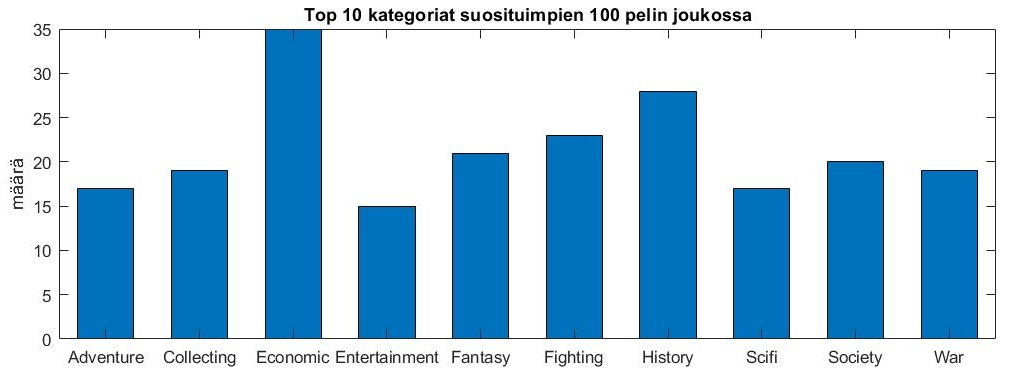 Top 10 kategoriat suosituimpien 100 pelin joukossa
35
30
25
20
15
10
5
0
määrä
Adventure Collecting Economic Entertainment Fantasy Fighting History Scifi Society War